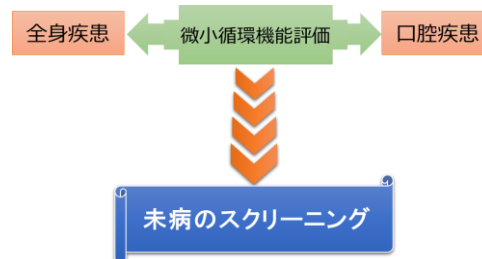 全身疾患
微小循環機能評価
口腔疾患
未病のスクリーニング